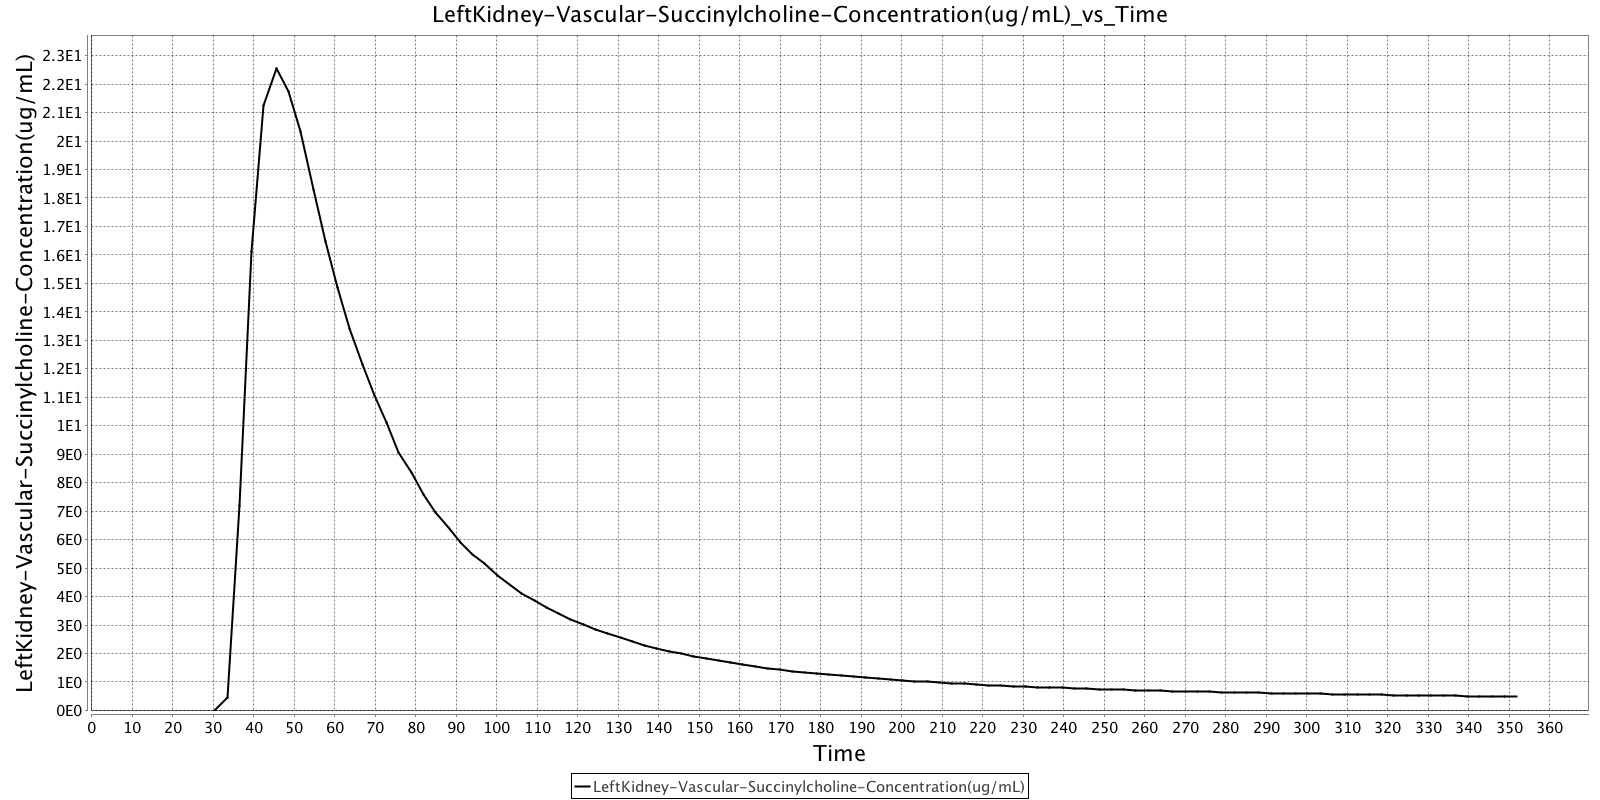 LeftKidney-Vascular-Succinylcholine-Concentration(ug/mL)_vs_Time
LeftKidney-Vascular-Succinylcholine-Concentration(ug/mL)
2.3E1
2.2E1
2.1E1
2E1
1.9E1
1.8E1
1.7E1
1.6E1
1.5E1
1.4E1
1.3E1
1.2E1
1.1E1
1E1
9E0
8E0
7E0
6E0
5E0
4E0
3E0
2E0
1E0
0E0
0 10 20 30 40 50 60 70 80 90 100 110 120 130 140 150 160 170 180 190 200 210 220 230 240 250 260 270 280 290 300 310 320 330 340 350 360
Time
LeftKidney-Vascular-Succinylcholine-Concentration(ug/mL)